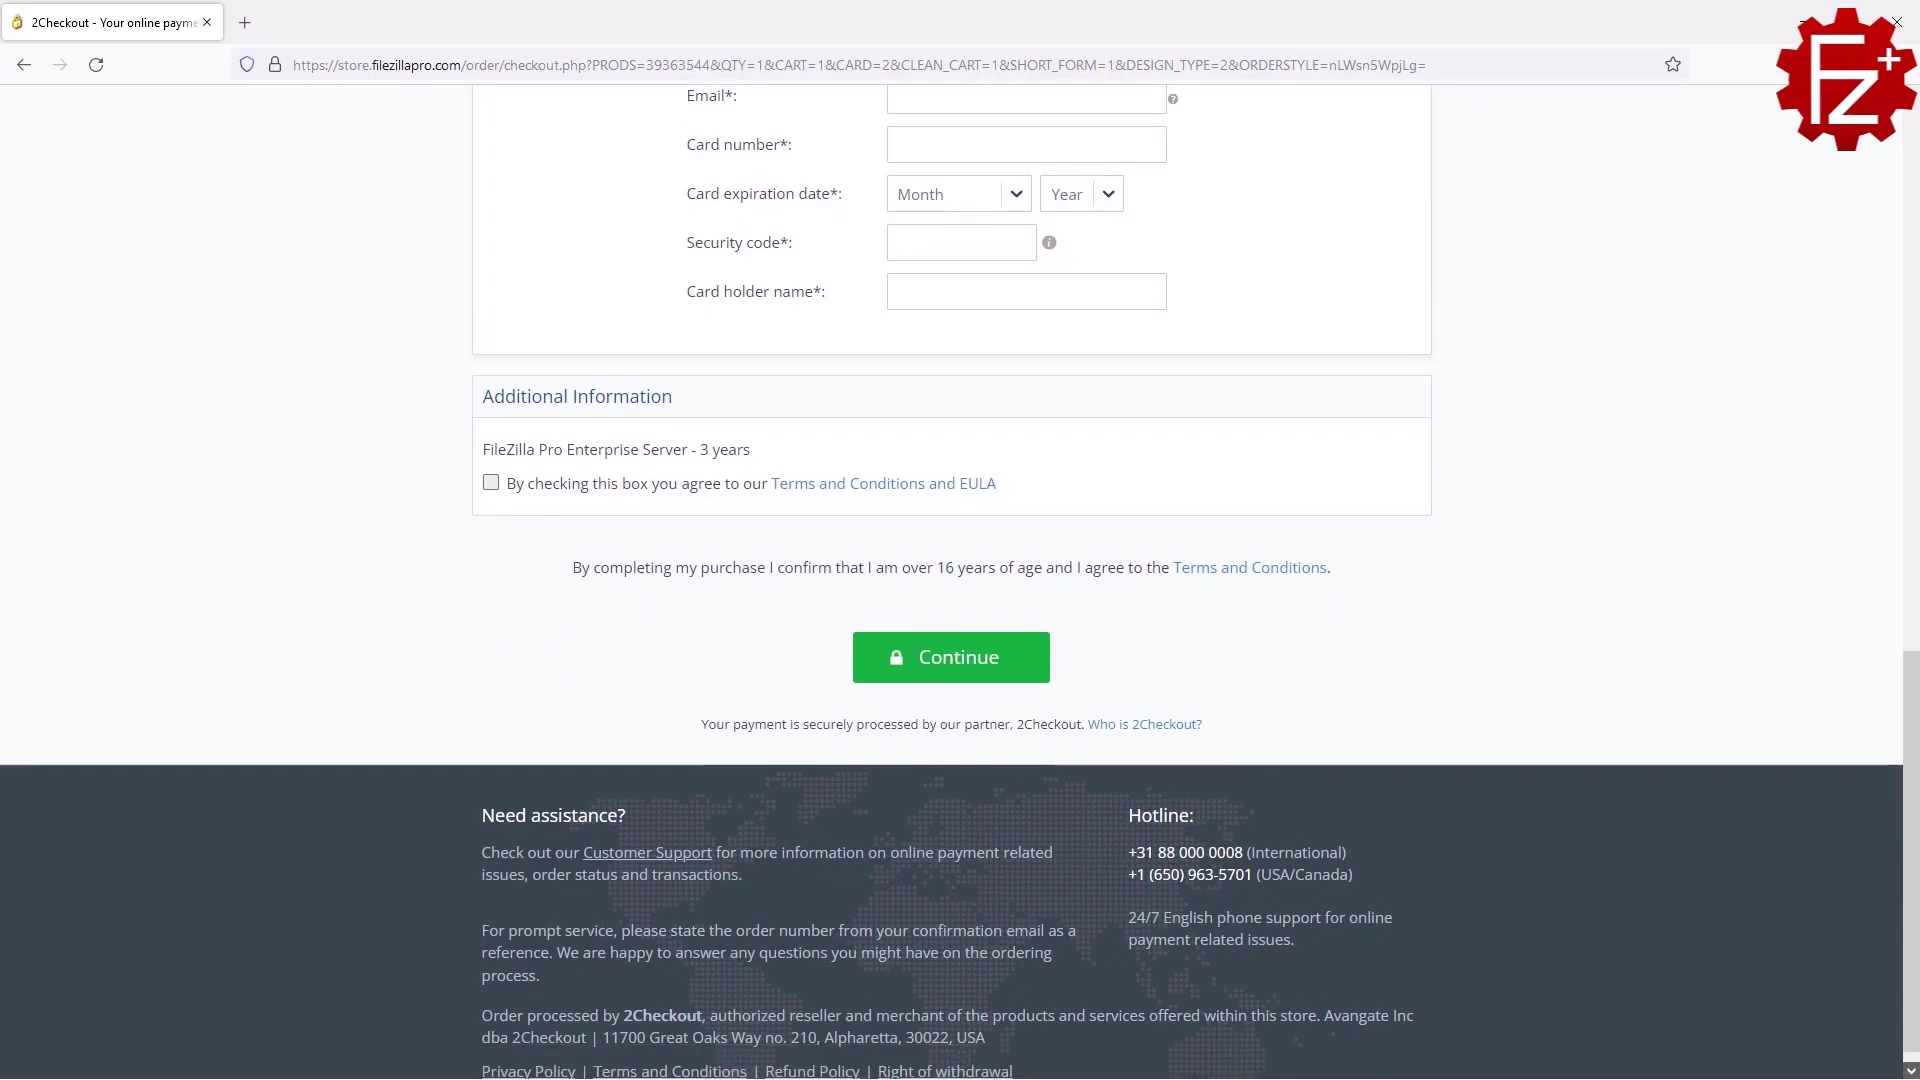 2Checkout - Your online payme
https://store.filezillapro.com/order/checkout.php?PRODS=39363544&QTY=1&CART=1&CARD=2&CLEAN_CART=1&SHORT_FORM=1&DESIGN_TYPE=2&ORDERSTYLE=nLWsn5WpjLg=
FZ+
Email*:
Card number*:
Card expiration date*: Month Year
Security code*:
Card holder name*:
Additional Information
FileZilla Pro Enterprise Server - 3 years
By checking this box you agree to our Terms and Conditions and EULA
By completing my purchase I confirm that I am over 16 years of age and I agree to the Terms and Conditions.
Continue
Your payment is securely processed by our partner, 2Checkout. Who is 2Checkout?
Need assistance?
Check out our Customer Support for more information on online payment related
issues, order status and transactions.
For prompt service, please state the order number from your confirmation email as a
reference. We are happy to answer any questions you might have on the ordering
process.
Hotline:
+31 88 000 0008 (International)
+1 (650) 963-5701 (USA/Canada)
24/7 English phone support for online
payment related issues.
Order processed by 2Checkout, authorized reseller and merchant of the products and services offered within this store. Avangate Inc
dba 2Checkout | 11700 Great Oaks Way no. 210, Alpharetta, 30022, USA
Privacy Policy | Terms and Conditions | Refund Policy | Right of withdrawal